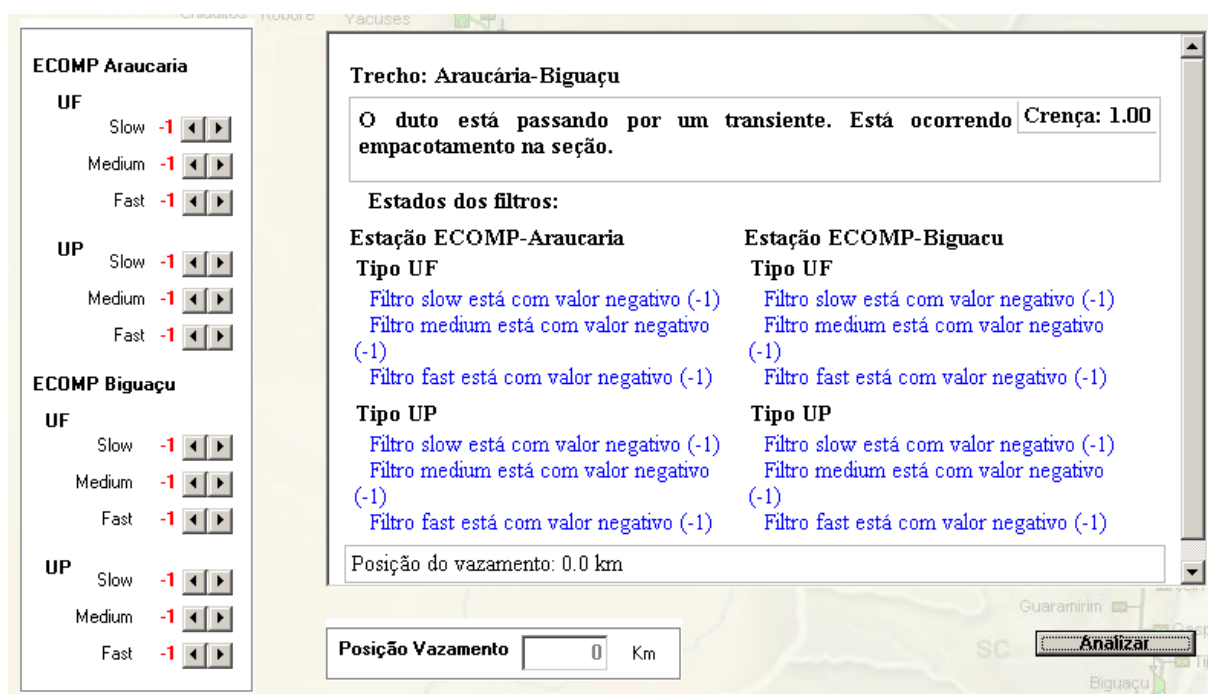 Chiquitos Robore Yacuses
ECOMP Araucaria
UF
Slow -1
Medium -1
Fast -1
UP
Slow -1
Medium -1
Fast -1
ECOMP Biguaçu
UF
Slow -1
Medium -1
Fast -1
UP
Slow -1
Medium -1
Fast -1
Trecho: Araucária-Biguaçu
O duto está passando por um transiente. Está ocorrendo Crença: 1.00
empacotamento na seção.
Estados dos filtros:
Estação ECOMP-Araucaria
Tipo UF
Filtro slow está com valor negativo (-1)
Filtro medium está com valor negativo
(-1)
Filtro fast está com valor negativo (-1)
Tipo UP
Filtro slow está com valor negativo (-1)
Filtro medium está com valor negativo
(-1)
Filtro fast está com valor negativo (-1)
Estação ECOMP-Biguacu
Tipo UF
Filtro slow está com valor negativo (-1)
Filtro medium está com valor negativo
(-1)
Filtro fast está com valor negativo (-1)
Tipo UP
Filtro slow está com valor negativo (-1)
Filtro medium está com valor negativo
(-1)
Filtro fast está com valor negativo (-1)
Posição do vazamento: 0.0 km
Posição Vazamento 0 Km
Guaramirim
SC
Analizar
Biguaçu